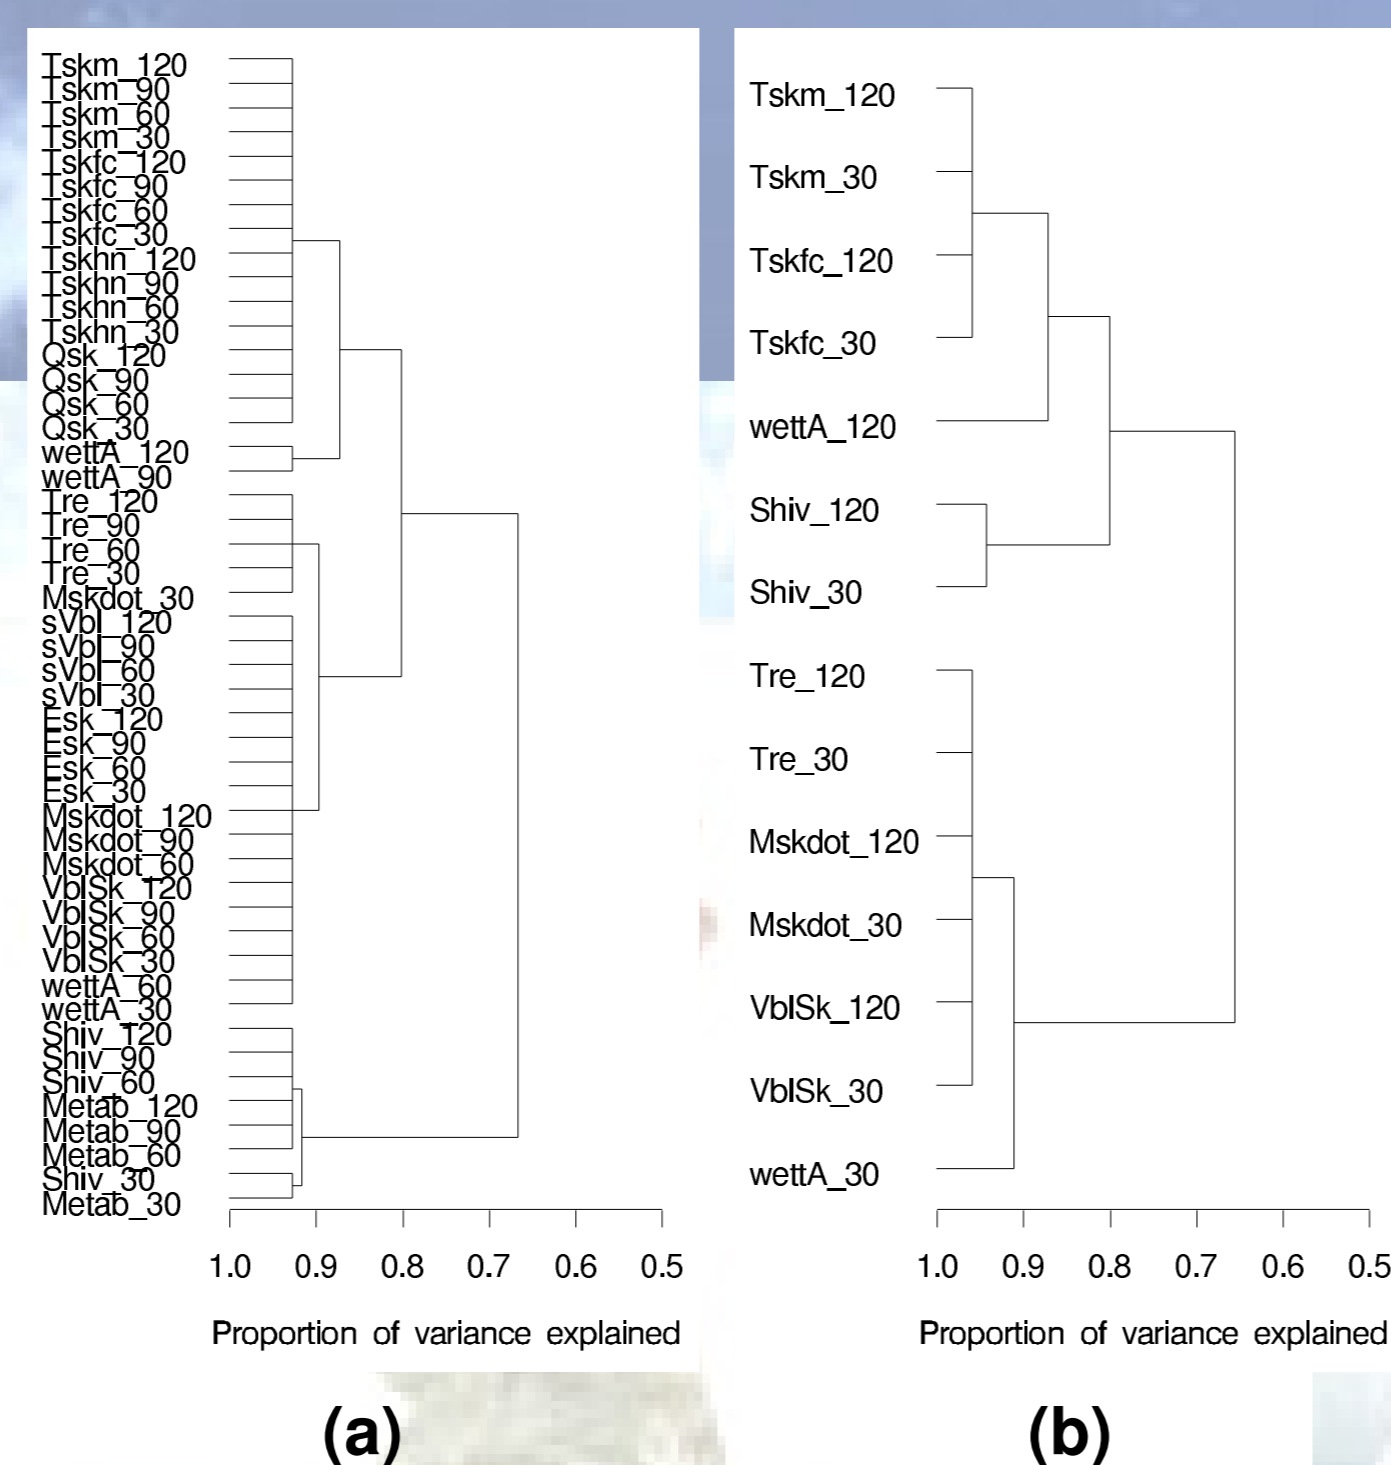 Tskm_120
Tskm_90
Tskm_60
Tskm_30
Tskfc_120
Tskfc_90
Tskfc_60
Tskfc_30
Tskhn_120
Tskhn_90
Tskhn_60
Tskhn_30
Qsk_120
Qsk_90
Qsk_60
Qsk_30
wettA_120
wettA_90
Tre_120
Tre_90
Tre_60
Tre_30
Mskdot_30
sVbl_120
sVbl_90
sVbl_60
sVbl_30
Esk_120
Esk_90
Esk_60
Esk_30
Mskdot_120
Mskdot_90
Mskdot_60
VblSk_120
VblSk_90
VblSk_60
VblSk_30
wettA_60
wettA_30
Shiv_120
Shiv_90
Shiv_60
Metab_120
Metab_90
Metab_60
Shiv_30
Metab_30
1.0 0.9 0.8 0.7 0.6 0.5
Proportion of variance explained
(a)
Tskm_120
Tskm_30
Tskfc_120
Tskfc_30
wettA_120
Shiv_120
Shiv_30
Tre_120
Tre_30
Mskdot_120
Mskdot_30
VblSk_120
VblSk_30
wettA_30
1.0 0.9 0.8 0.7 0.6 0.5
Proportion of variance explained
(b)